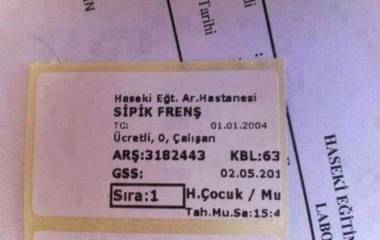 Haseki Eğt. Ar.Hastanesi
SİPİK FRENŞ
TC: 01.01.2004
Ücretli, 0, Çalışan
ARŞ:3182443 KBL:63
GSS: 02.05.201
Sıra:1 H.Çocuk / Mu
Tah.Mu.Sa:15:4
Tarihi
HASEKİ EĞİTİM
LABO